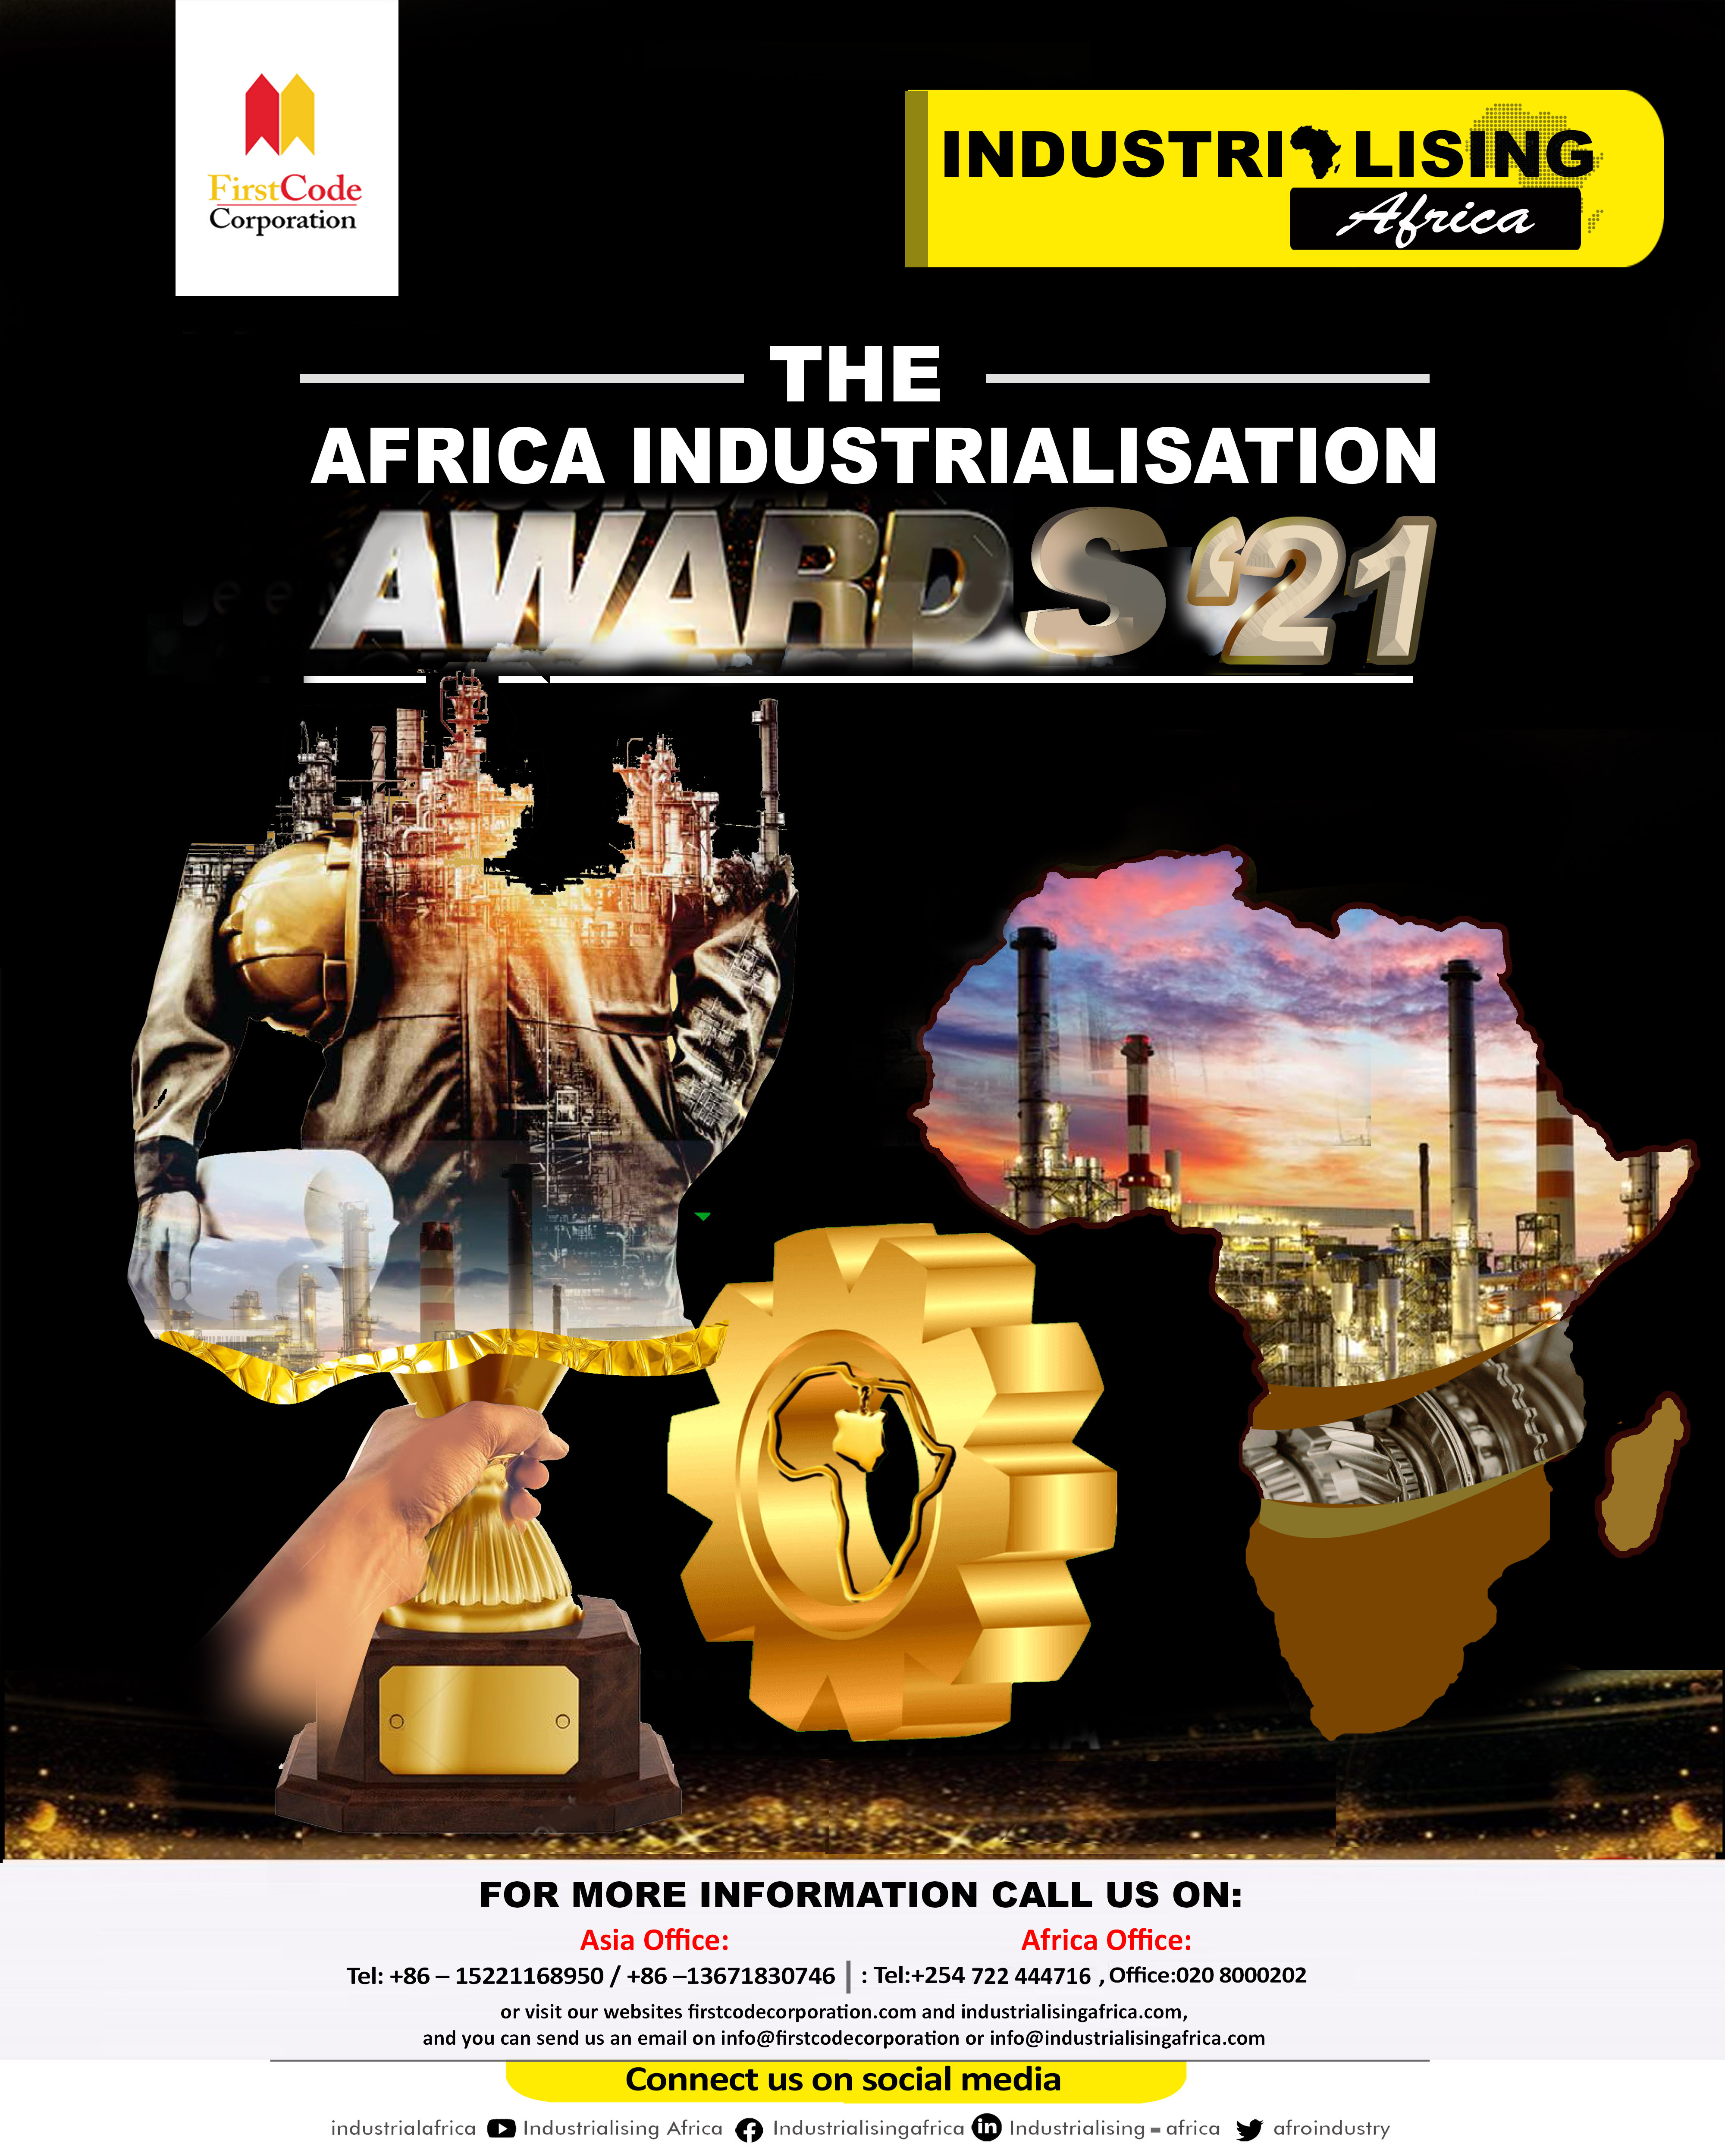 FirstCode
Corporation
INDUSTRI LISING
Africa
THE
AFRICA INDUSTRIALISATION
AWARDS '21
FOR MORE INFORMATION CALL US ON:
Asia Office:
Africa Office:
Tel: +86 – 15221168950 / +86 –13671830746 | : Tel:+254 722 444716 , Office:020 8000202
or visit our websites firstcodecorporation.com and industrialisingafrica.com,
and you can send us an email on info@firstcodecorporation or info@industrialisingafrica.com
Connect us on social media
industrialafrica Industrialising Africa Industrialisingafrica in Industrialising - africa afroindustry